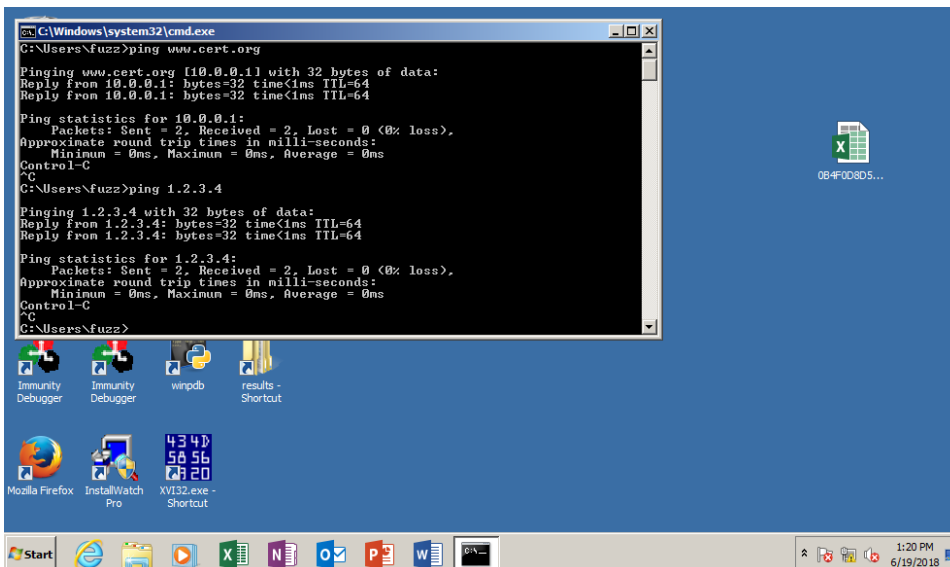 C:\Windows\system32\cmd.exe
C:\Users\fuzz>ping www.cert.org
Pinging www.cert.org [10.0.0.1] with 32 bytes of data:
Reply from 10.0.0.1: bytes=32 time<1ms TTL=64
Reply from 10.0.0.1: bytes=32 time<1ms TTL=64
Ping statistics for 10.0.0.1:
Packets: Sent = 2, Received = 2, Lost = 0 (0% loss),
Approximate round trip times in milli-seconds:
Minimum = 0ms, Maximum = 0ms, Average = 0ms
Control-C
^C
C:\Users\fuzz>ping 1.2.3.4
Pinging 1.2.3.4 with 32 bytes of data:
Reply from 1.2.3.4: bytes=32 time<1ms TTL=64
Reply from 1.2.3.4: bytes=32 time<1ms TTL=64
Ping statistics for 1.2.3.4:
Packets: Sent = 2, Received = 2, Lost = 0 (0% loss),
Approximate round trip times in milli-seconds:
Minimum = 0ms, Maximum = 0ms, Average = 0ms
Control-C
^C
C:\Users\fuzz>
0B4F0D8D5...
Immunity
Debugger
Immunity
Debugger
winpdb
results -
Shortcut
Mozilla Firefox
InstallWatch
Pro
XVI32.exe -
Shortcut
Start
1:20 PM
6/19/2018